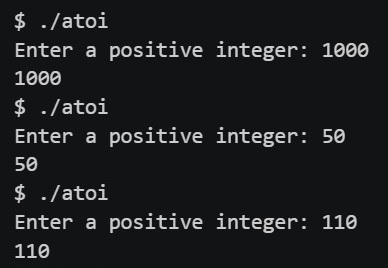 $ ./atoi
Enter a positive integer: 1000
1000
$ ./atoi
Enter a positive integer: 50
50
$ ./atoi
Enter a positive integer: 110
110